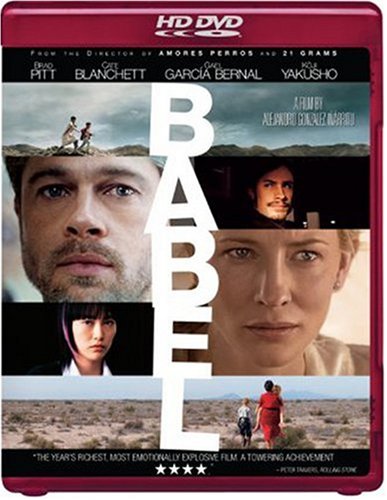 HD DVD
FROM THE DIRECTOR OF AMORES PERROS AND 21 GRAMS
BRAD PITT
CATE BLANCHETT
GAEL GARCÍA BERNAL
KÔJI YAKUSHO
A FILM BY
ALEJANDRO GONZÁLEZ IÑÁRRITU
BABEL
"THE YEAR'S RICHEST, MOST EMOTIONALLY EXPLOSIVE FILM. A TOWERING ACHIEVEMENT"
★★★★
- PETER TRAVERS, ROLLING STONE